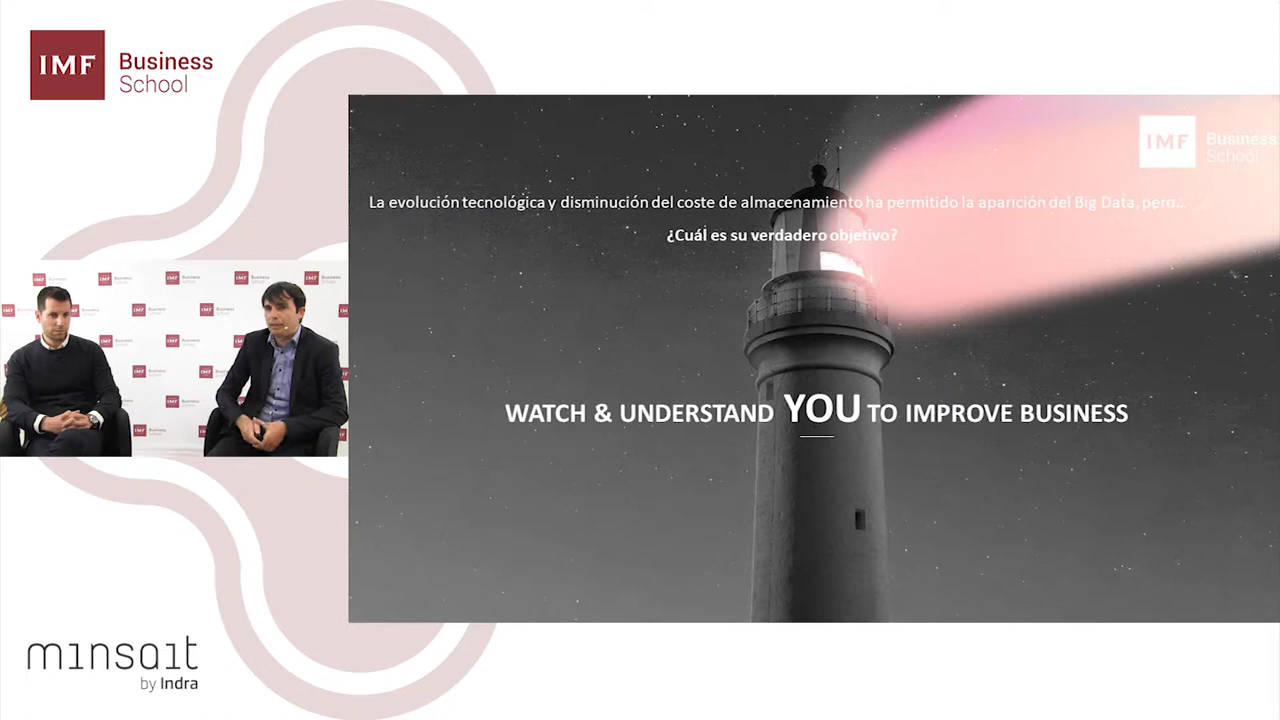 IMF Business
School
IMF Business
School
La evolución tecnológica y disminución del coste de almacenamiento ha permitido la aparición del Big Data, pero...
¿Cuál es su verdadero objetivo?
WATCH & UNDERSTAND YOU TO IMPROVE BUSINESS
minsait
by Indra